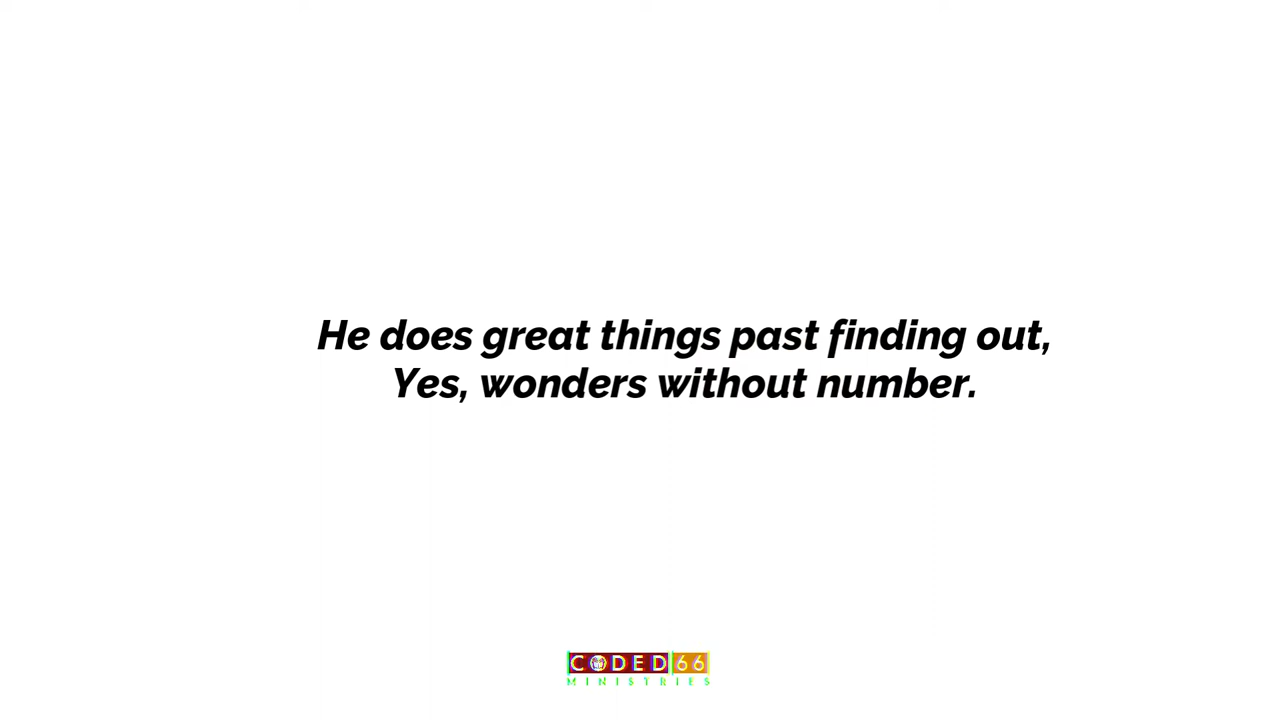 He does great things past finding out,
Yes, wonders without number.
CODED 66
MINISTRIES